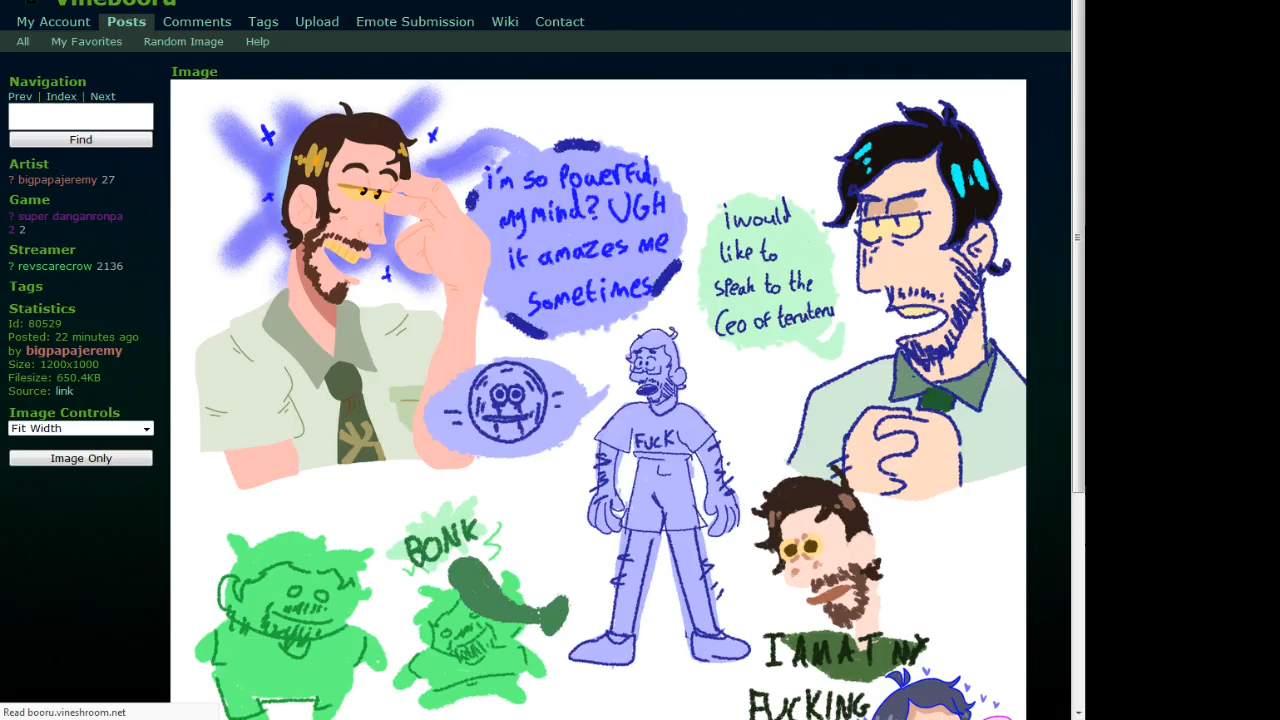 Vinebooru
My Account Posts Comments Tags Upload Emote Submission Wiki Contact
All My Favorites Random Image Help
Navigation
Prev | Index | Next
Find
Artist
? bigpapajeremy 27
Game
? super danganronpa
2 2
Streamer
? revscarecrow 2136
Tags
Statistics
Id: 80529
Posted: 22 minutes ago
by bigpapajeremy
Size: 1200x1000
Filesize: 650.4KB
Source: link
Image Controls
Fit Width
Image Only
Image
i'm so powerful,
my mind? UGH
it amazes me
sometimes
i would
like to
speak to the
Ceo of teruteru
FUCK
BONK
I AM AT MY
FUCKING
Read booru.vineshroom.net